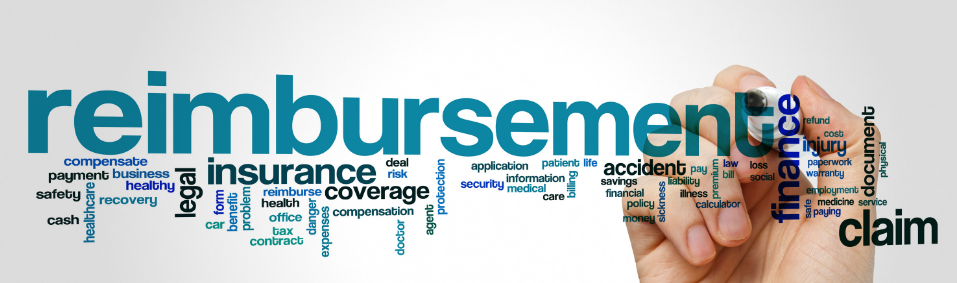 reimbursement
compensate
payment
business
safety
healthy
healthcare
recovery
cash
legal
insurance
deal
risk
form
benefit
problem
reimburse
health
coverage
car
office
tax
contract
danger
expenses
compensation
doctor
agent
protection
application
patient
life
information
security
medical
care
billing
accident
pay
law
bill
loss
social
savings
liability
financial
illness
policy
money
sickness
premium
calculator
finance
refund
cost
injury
paperwork
warranty
document
physical
employment
safe
medicine
service
paying
claim